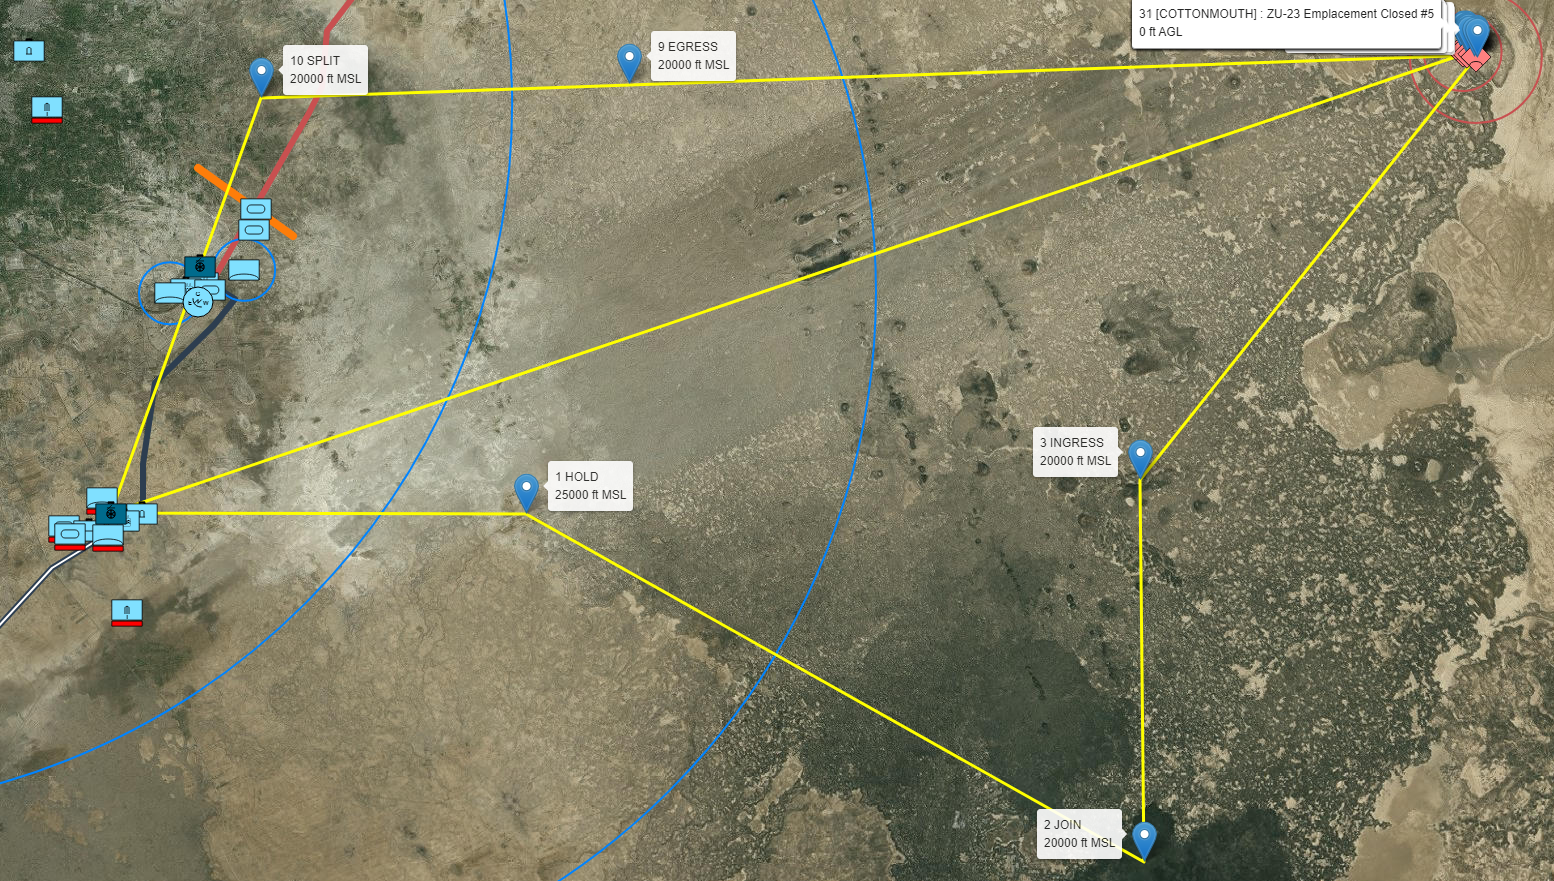 31 [COTTONMOUTH] : ZU-23 Emplacement Closed #5
0 ft AGL
10 SPLIT
20000 ft MSL
9 EGRESS
20000 ft MSL
3 INGRESS
20000 ft MSL
1 HOLD
25000 ft MSL
2 JOIN
20000 ft MSL